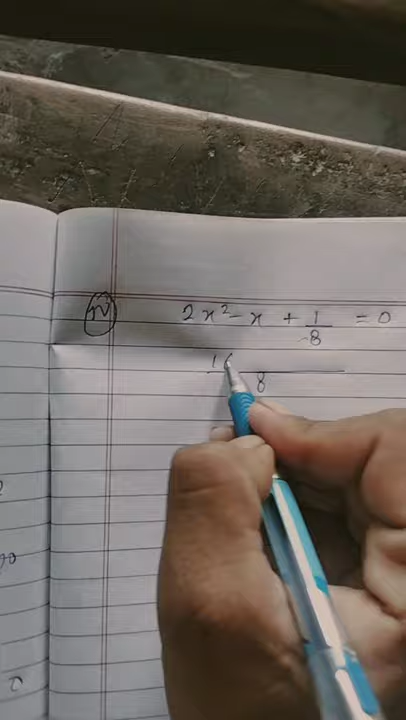 iv 2x² - x + 1/8 = 0
16/8